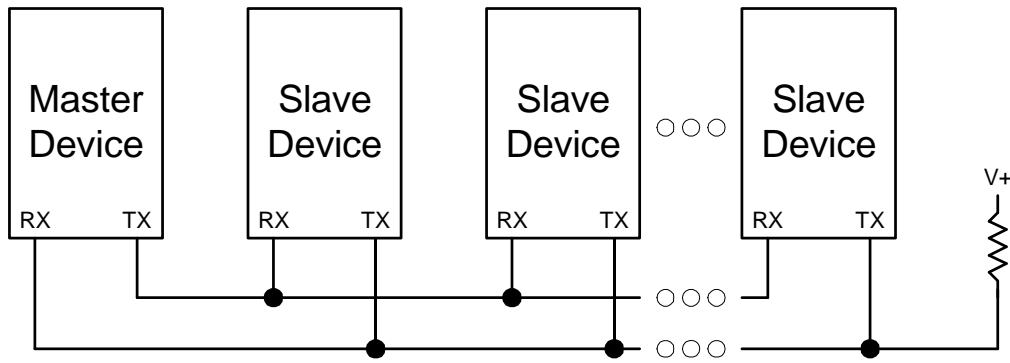 Master
Device
Slave
Device
Slave
Device
Slave
Device
V+
RX TX
RX TX
RX TX
RX TX